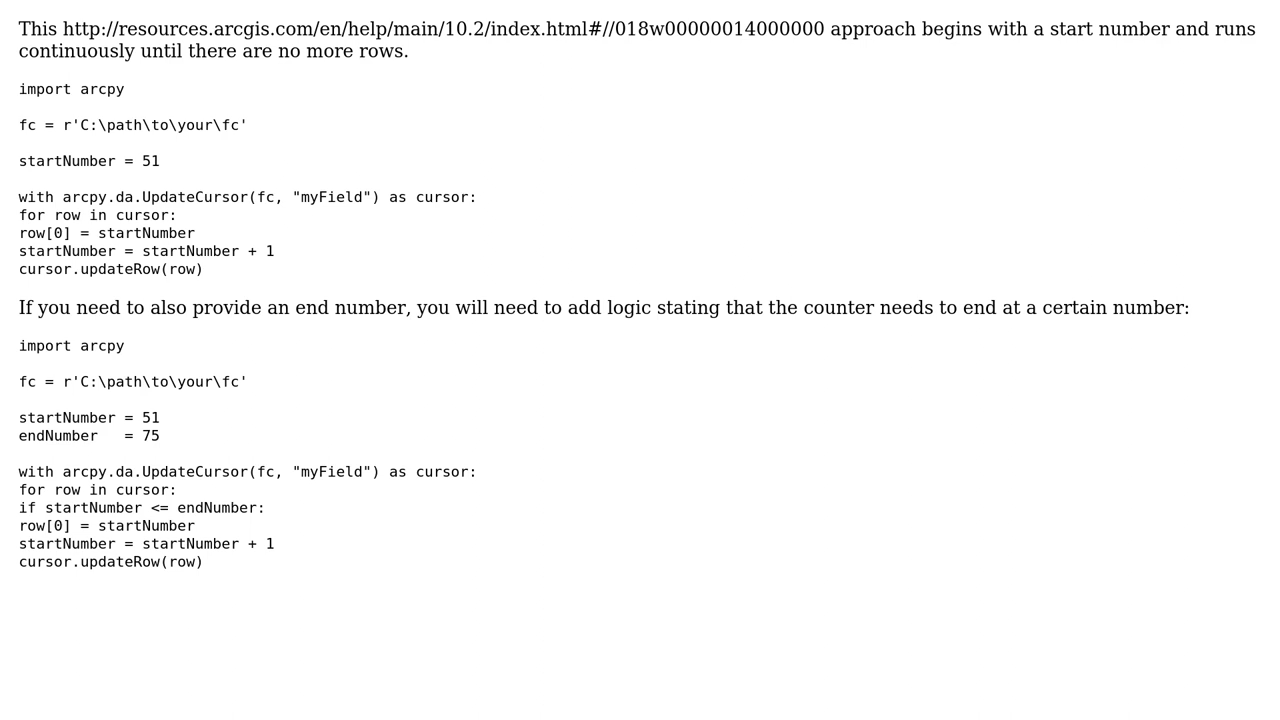 This http://resources.arcgis.com/en/help/main/10.2/index.html#//018w00000014000000 approach begins with a start number and runs
continuously until there are no more rows.
import arcpy
fc = r'C:\path\to\your\fc'
startNumber = 51
with arcpy.da.UpdateCursor(fc, "myField") as cursor:
for row in cursor:
row[0] = startNumber
startNumber = startNumber + 1
cursor.updateRow(row)
If you need to also provide an end number, you will need to add logic stating that the counter needs to end at a certain number:
import arcpy
fc = r'C:\path\to\your\fc'
startNumber = 51
endNumber   = 75
with arcpy.da.UpdateCursor(fc, "myField") as cursor:
for row in cursor:
if startNumber <= endNumber:
row[0] = startNumber
startNumber = startNumber + 1
cursor.updateRow(row)